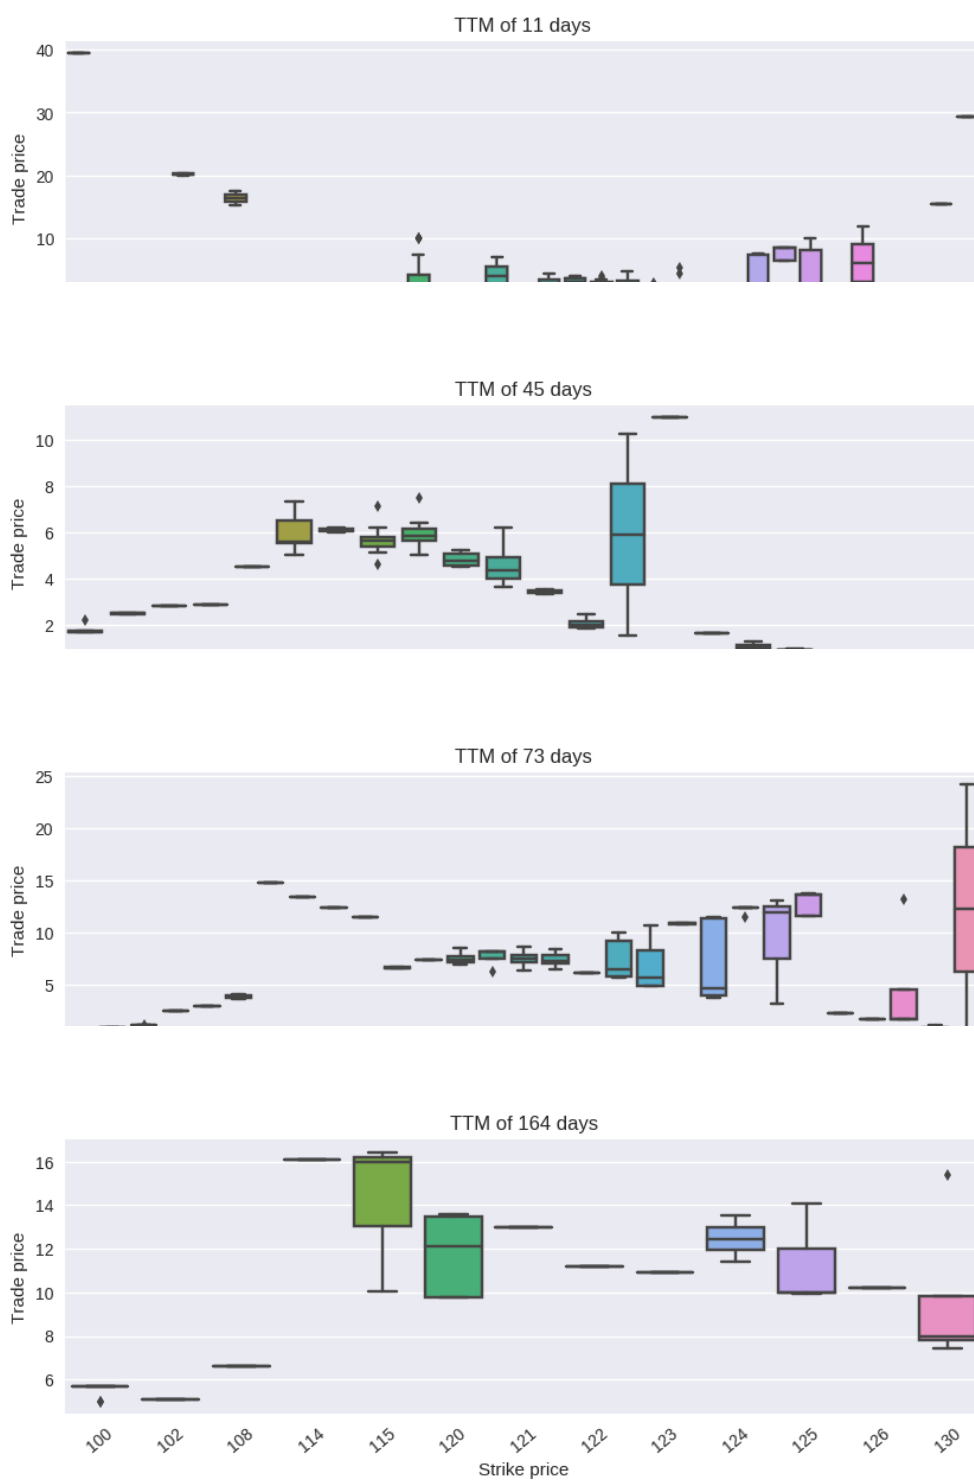 TTM of 11 days
40
30
20
10
Trade price
TTM of 45 days
10
8
6
4
2
Trade price
TTM of 73 days
25
20
15
10
5
Trade price
TTM of 164 days
16
14
12
10
8
6
Trade price
100 102 108 114 115 120 121 122 123 124 125 126 130
Strike price